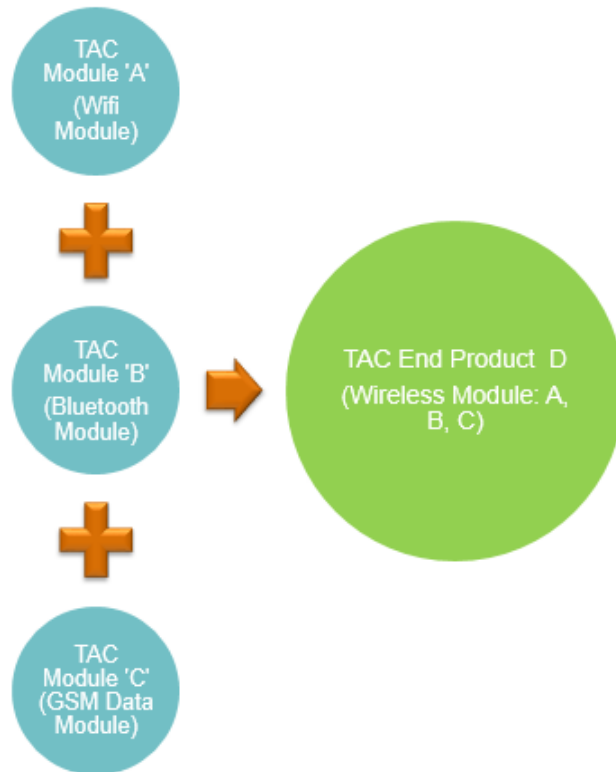 TAC
Module 'A'
(Wifi
Module)
TAC
Module 'B'
(Bluetooth
Module)
TAC End Product D
(Wireless Module: A,
B, C)
TAC
Module 'C'
(GSM Data
Module)